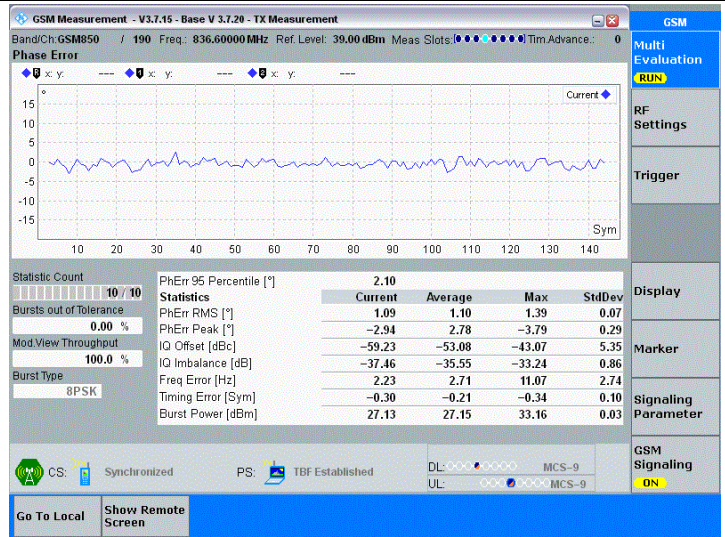 GSM Measurement - V3.7.15 - Base V 3.7.20 - TX Measurement
GSM
Band/Ch: GSM850 / 190 Freq.: 836.60000 MHz Ref. Level: 39.00 dBm Meas Slots: Tim.Advance.: 0
Phase Error
Multi Evaluation
RUN
x: y: --- x: y: --- x: y: ---
°
Current
15
10
5
0
-5
-10
-15
Sym
10 20 30 40 50 60 70 80 90 100 110 120 130 140
RF Settings
Trigger
Statistic Count
10 / 10
Bursts out of Tolerance
0.00 %
Mod.View Throughput
100.0 %
Burst Type
8PSK
PhErr 95 Percentile [°] 2.10
Statistics Current Average Max StdDev
PhErr RMS [°] 1.09 1.10 1.39 0.07
PhErr Peak [°] −2.94 2.78 −3.79 0.29
IQ Offset [dBc] −59.23 −53.08 −43.07 5.35
IQ Imbalance [dB] −37.46 −35.55 −33.24 0.86
Freq Error [Hz] 2.23 2.71 11.07 2.74
Timing Error [Sym] −0.30 −0.21 −0.34 0.10
Burst Power [dBm] 27.13 27.15 33.16 0.03
Display
Marker
Signaling Parameter
GSM Signaling
ON
CS: Synchronized PS: TBF Established
DL: MCS−9
UL: MCS−9
Go To Local
Show Remote Screen